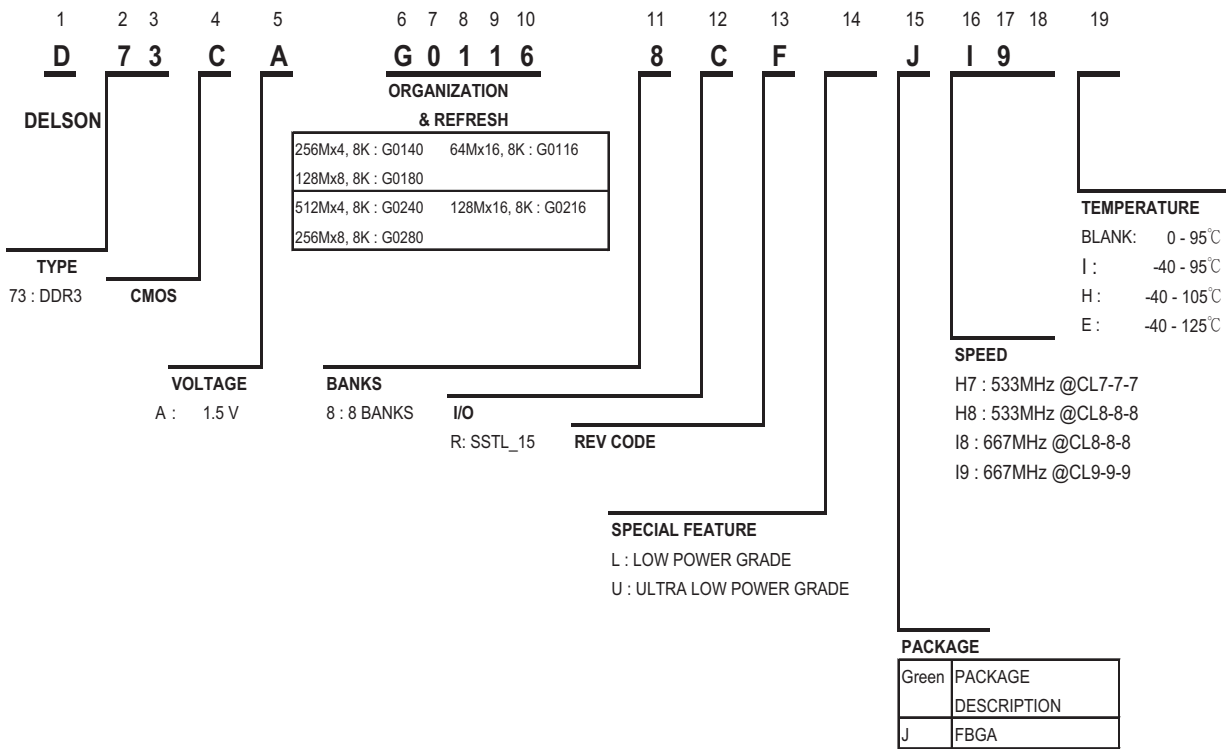 1 2 3 4 5 6 7 8 9 10 11 12 13 14 15 16 17 18 19
D 7 3 C A G 0 1 1 6 8 C F J I 9
ORGANIZATION
& REFRESH
DELSON
256Mx4, 8K : G0140 64Mx16, 8K : G0116
128Mx8, 8K : G0180
512Mx4, 8K : G0240 128Mx16, 8K : G0216
256Mx8, 8K : G0280
TEMPERATURE
BLANK: 0 - 95℃
I : -40 - 95℃
H : -40 - 105℃
E : -40 - 125℃
TYPE
73 : DDR3
CMOS
SPEED
H7 : 533MHz @CL7-7-7
H8 : 533MHz @CL8-8-8
I8 : 667MHz @CL8-8-8
I9 : 667MHz @CL9-9-9
VOLTAGE
A : 1.5 V
BANKS
8 : 8 BANKS
I/O
R: SSTL_15
REV CODE
SPECIAL FEATURE
L : LOW POWER GRADE
U : ULTRA LOW POWER GRADE
PACKAGE
Green PACKAGE
DESCRIPTION
J FBGA